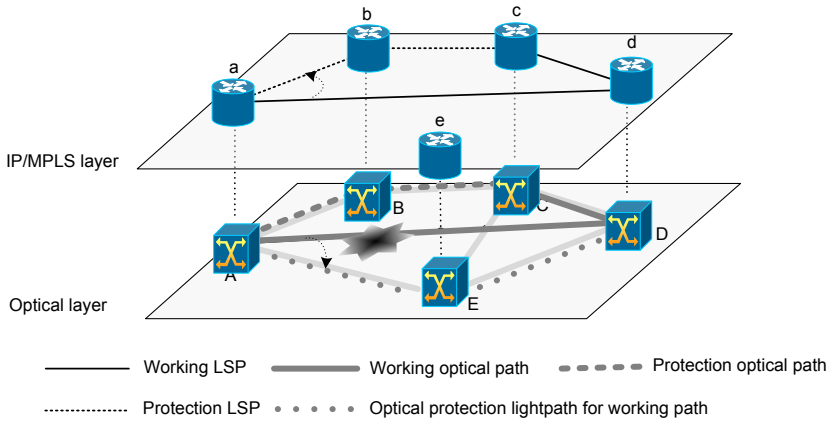 b
c
a
d
e
IP/MPLS layer
B
C
A
D
E
Optical layer
Working LSP
Working optical path
Protection optical path
Protection LSP
Optical protection lightpath for working path